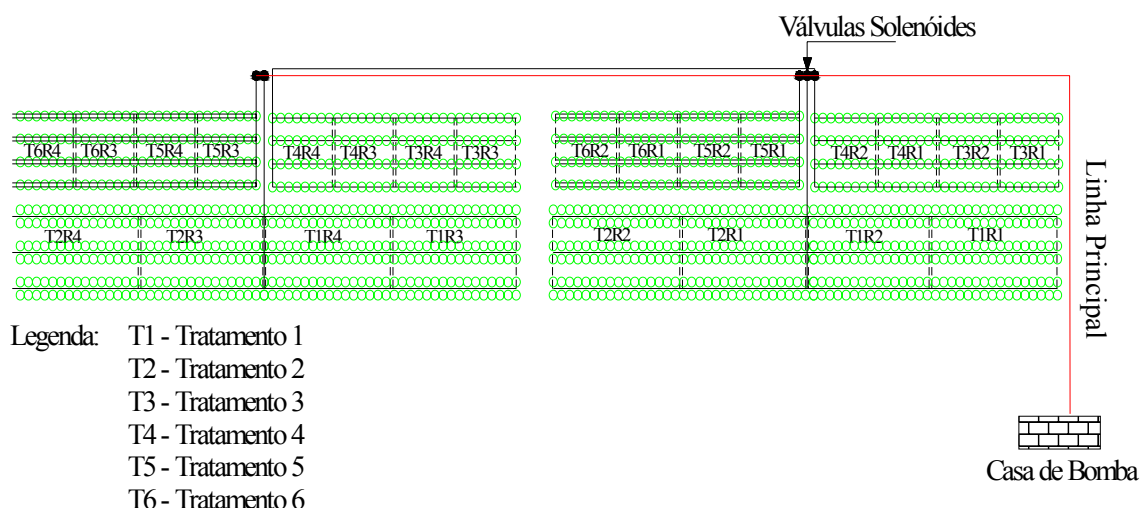 Válvulas Solenóides
T6R4 T6R3 T5R4 T5R3 T4R4 T4R3 T3R4 T3R3 T6R2 T6R1 T5R2 T5R1 T4R2 T4R1 T3R2 T3R1
T2R4 T2R3 T1R4 T1R3 T2R2 T2R1 T1R2 T1R1
Linha Principal
Legenda: T1 - Tratamento 1
T2 - Tratamento 2
T3 - Tratamento 3
T4 - Tratamento 4
T5 - Tratamento 5
T6 - Tratamento 6
Casa de Bomba